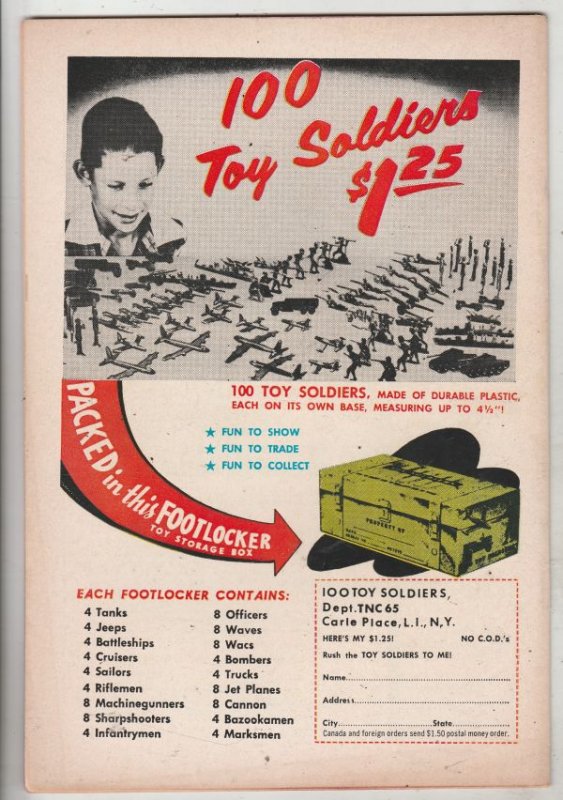 100
Toy Soldiers
$1.25
100 TOY SOLDIERS, MADE OF DURABLE PLASTIC,
EACH ON ITS OWN BASE, MEASURING UP TO 4½"!
★ FUN TO SHOW
★ FUN TO TRADE
★ FUN TO COLLECT
PACKED in this FOOTLOCKER
TOY STORAGE BOX
PROPERTY OF
EACH FOOTLOCKER CONTAINS:
4 Tanks
4 Jeeps
4 Battleships
4 Cruisers
4 Sailors
4 Riflemen
8 Machinegunners
8 Sharpshooters
4 Infantrymen
8 Officers
8 Waves
8 Wacs
4 Bombers
4 Trucks
8 Jet Planes
8 Cannon
4 Bazookamen
4 Marksmen
100 TOY SOLDIERS,
Dept. TNC 65
Carle Place, L.I., N.Y.
HERE'S MY $1.25! NO C.O.D.'s
Rush the TOY SOLDIERS TO ME!
Name
Address
City State
Canada and foreign orders send $1.50 postal money order.